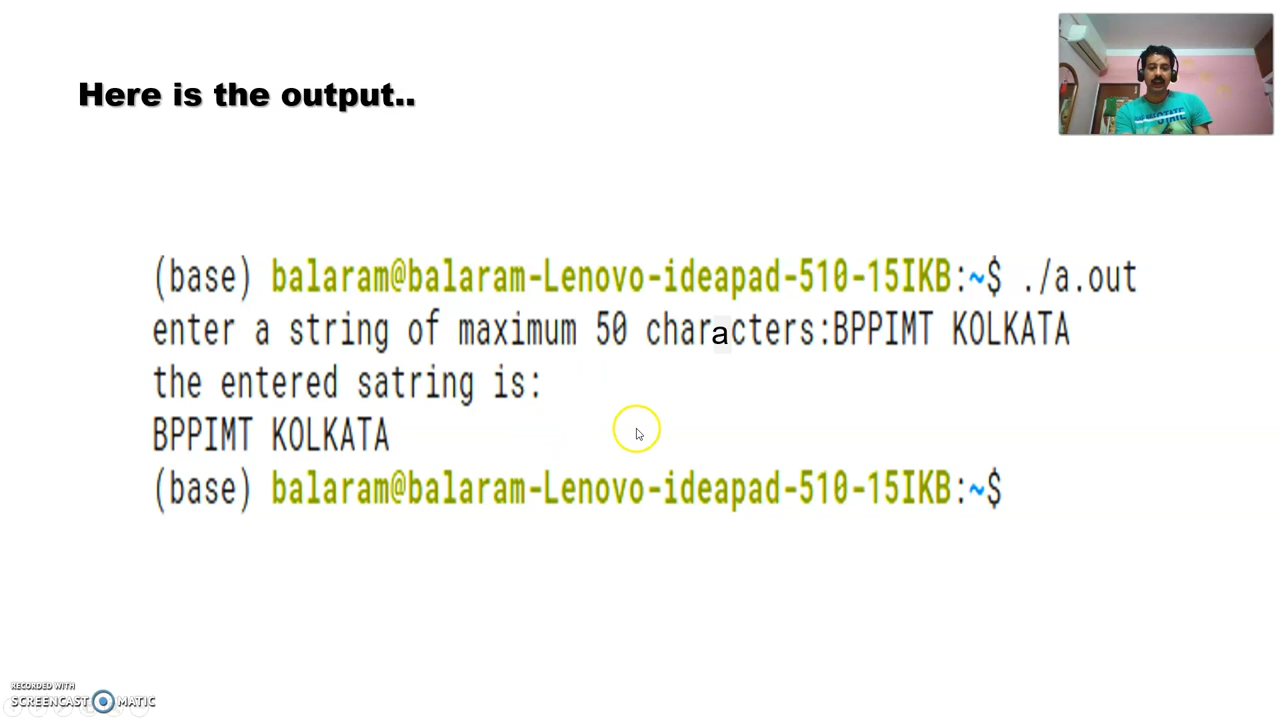 Here is the output..
(base) balaram@balaram-Lenovo-ideapad-510-15IKB:~$ ./a.out
enter a string of maximum 50 characters:BPPIMT KOLKATA
the entered satring is:
BPPIMT KOLKATA
(base) balaram@balaram-Lenovo-ideapad-510-15IKB:~$
RECORDED WITH
SCREENCAST MATIC
STATE